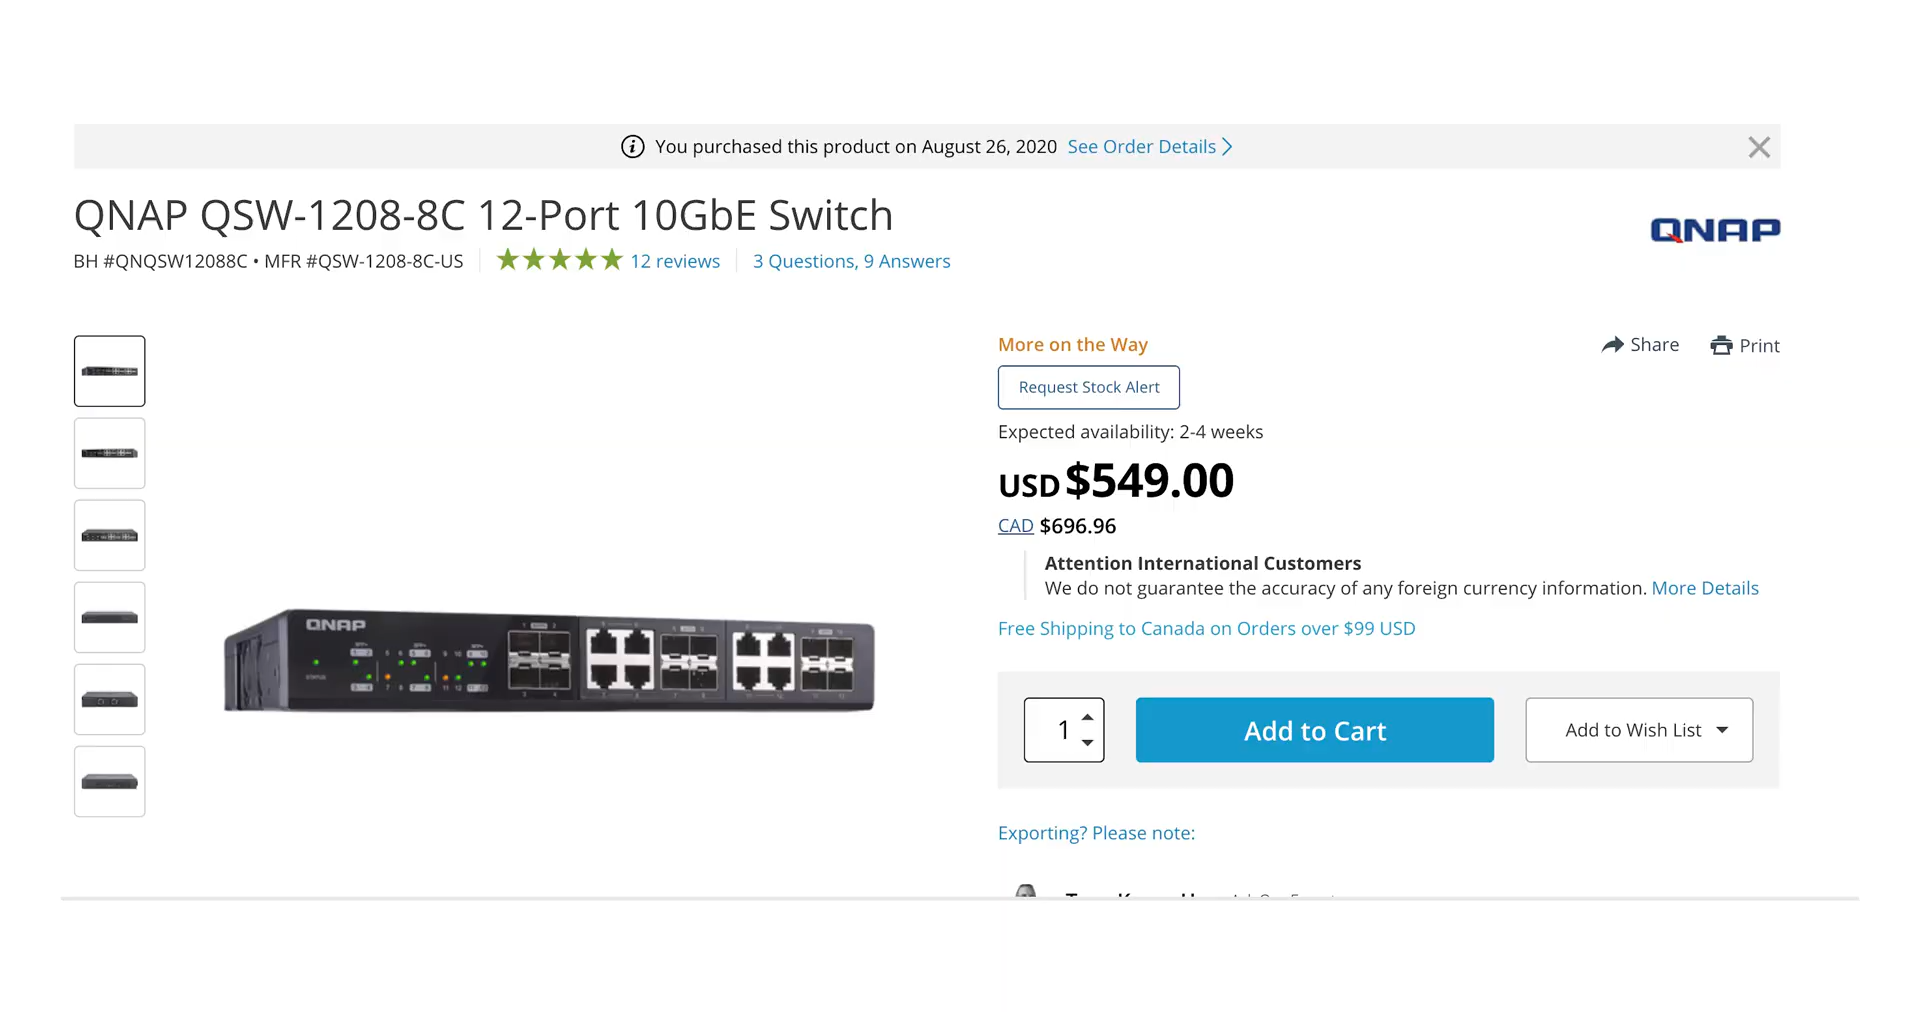 You purchased this product on August 26, 2020 See Order Details
QNAP QSW-1208-8C 12-Port 10GbE Switch
QNAP
BH #QNQSW12088C • MFR #QSW-1208-8C-US 12 reviews 3 Questions, 9 Answers
More on the Way
Share Print
Request Stock Alert
Expected availability: 2-4 weeks
USD $549.00
CAD $696.96
Attention International Customers
We do not guarantee the accuracy of any foreign currency information. More Details
Free Shipping to Canada on Orders over $99 USD
QNAP
STATUS
1 Add to Cart Add to Wish List
Exporting? Please note: